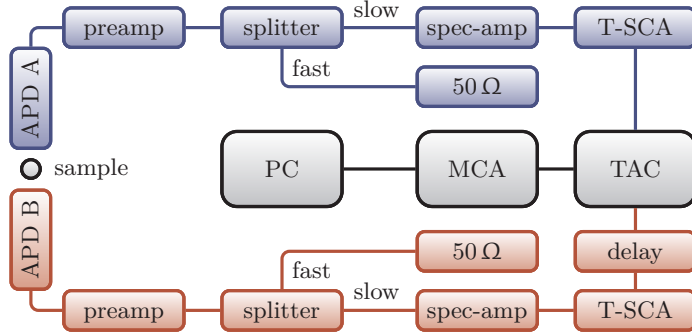 preamp
splitter
slow
spec-amp
T-SCA
APD A
fast
50 Ω
sample
PC
MCA
TAC
APD B
50 Ω
delay
fast
preamp
splitter
slow
spec-amp
T-SCA